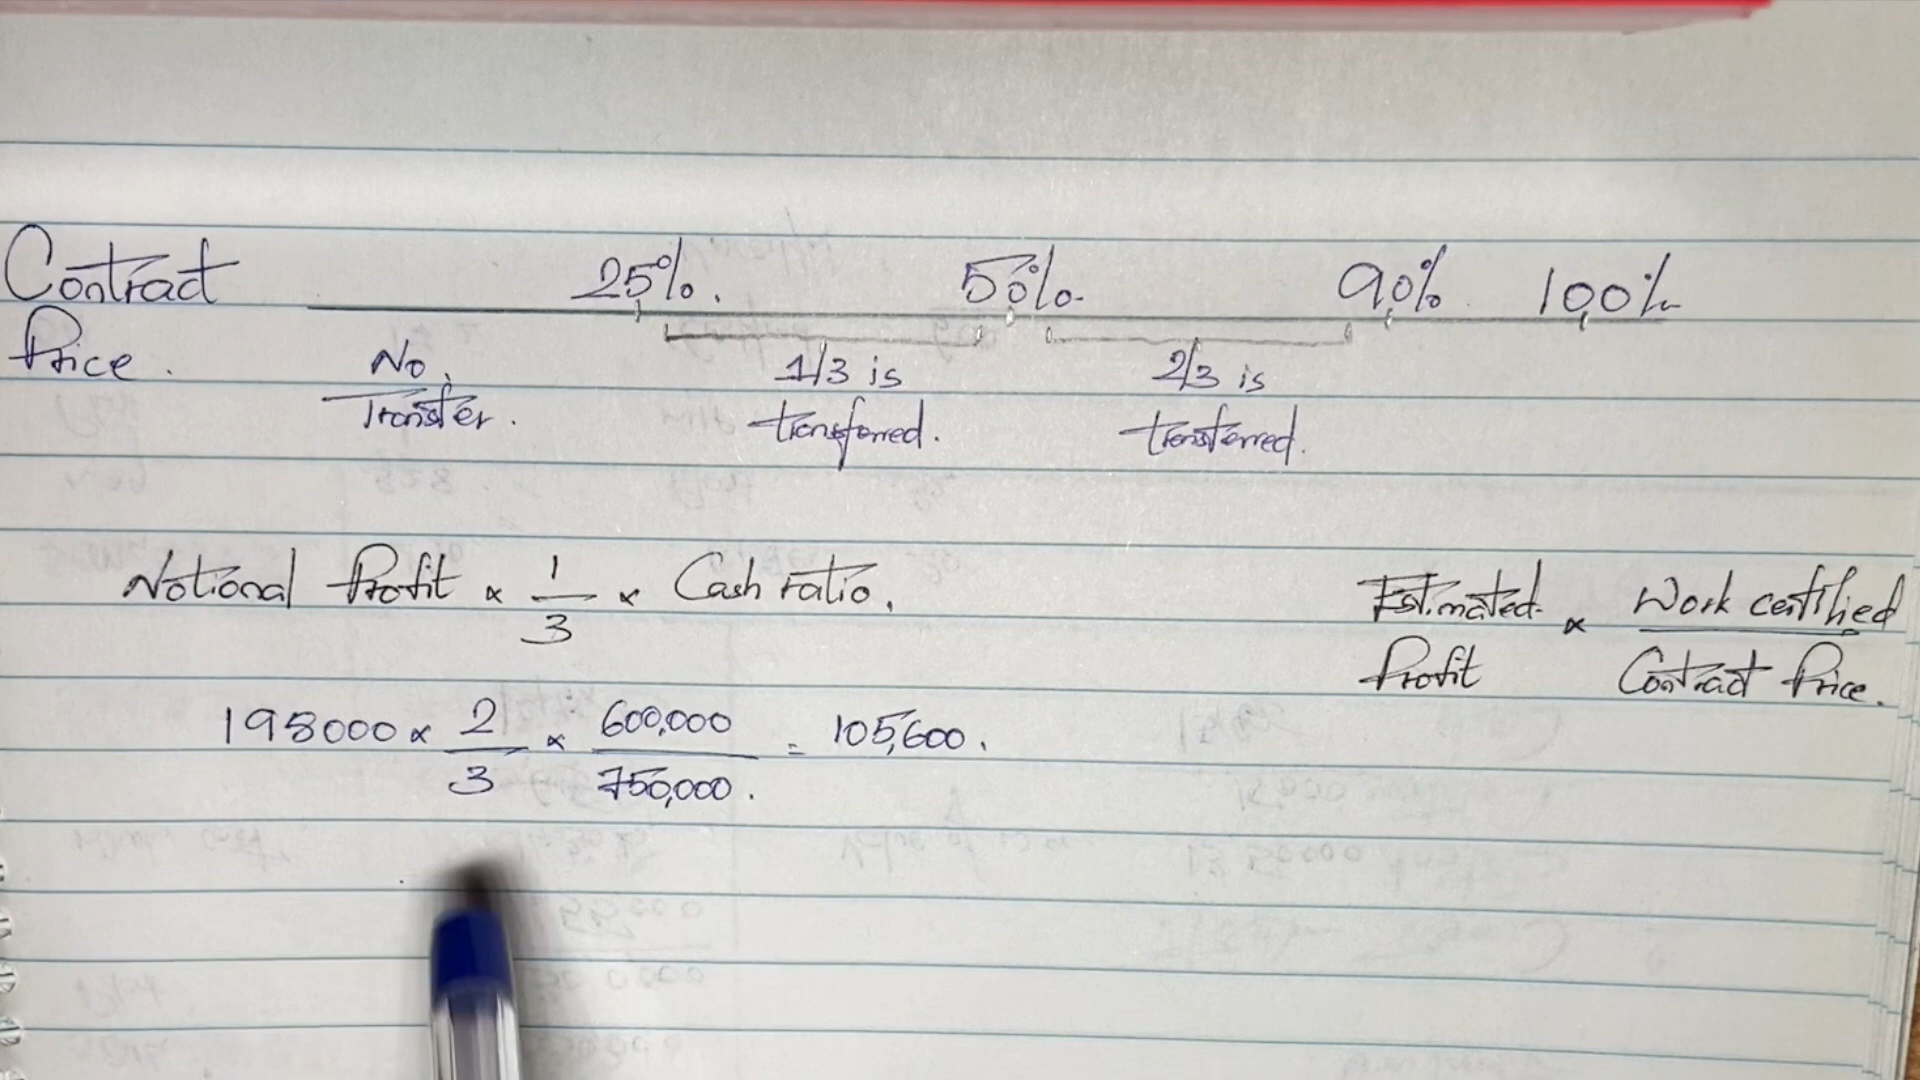 Contract 25%. 50%. 90% 100%
Price. No. 1/3 is 2/3 is
Transfer. transferred. transferred.
Notional Profit × 1/3 × Cash ratio. Estimated Profit × Work certified / Contract Price.
198000 × 2/3 × 600,000/750,000. = 105,600.